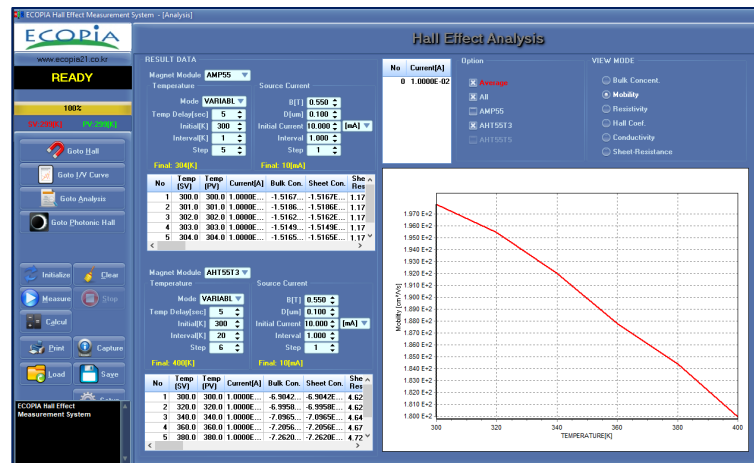 ECOPIA Hall Effect Measurement System - [Analysis]
ECOPIA
www.ecopia21.co.kr
READY
100%
SV:290[K] PV:299[K]
Goto Hall
Goto I/V Curve
Goto Analysis
Goto Photonic Hall
Initialize Clear
Measure Stop
Calcul
Print Capture
Load Save
ECOPIA Hall Effect
Measurement System
Hall Effect Analysis
RESULT DATA
Magnet Module AMP55
Temperature Source Current
Mode VARIABL B[T] 0.550
Temp Delay[sec] 5 D[um] 0.100
Initial[K] 300 Initial Current 10.000 [mA]
Interval[K] 1 Interval 1.000
Step 5 Step 1
Final: 304[K] Final: 10[mA]
No Temp (SV) Temp (PV) Current[A] Bulk Con. Sheet Con. She Res
1 300.0 300.0 1.0000E... -1.5167... -1.5167E... 1.17
2 301.0 301.0 1.0000E... -1.5186... -1.5186E... 1.17
3 302.0 302.0 1.0000E... -1.5162... -1.5162E... 1.17
4 303.0 303.0 1.0000E... -1.5149... -1.5149E... 1.17
5 304.0 304.0 1.0000E... -1.5165... -1.5165E... 1.17
Magnet Module AHT55T3
Temperature Source Current
Mode VARIABL B[T] 0.550
Temp Delay[sec] 5 D[um] 0.100
Initial[K] 300 Initial Current 10.000 [mA]
Interval[K] 20 Interval 1.000
Step 6 Step 1
Final: 400[K] Final: 10[mA]
No Temp (SV) Temp (PV) Current[A] Bulk Con. Sheet Con. She Res
1 300.0 300.0 1.0000E... -6.9042... -6.9042E... 4.62
2 320.0 320.0 1.0000E... -6.9958... -6.9958E... 4.62
3 340.0 340.0 1.0000E... -7.0965... -7.0965E... 4.64
4 360.0 360.0 1.0000E... -7.2056... -7.2056E... 4.67
5 380.0 380.0 1.0000E... -7.2620... -7.2620E... 4.72
No Current[A]
0 1.0000E-02
Option
Average
All
AMP55
AHT55T3
AHT55T5
VIEW MODE
Bulk Concent.
Mobility
Resistivity
Hall Coef.
Conductivity
Sheet-Resistance
Mobility [cm²/Vs]
1.970 E+2
1.960 E+2
1.950 E+2
1.940 E+2
1.930 E+2
1.920 E+2
1.910 E+2
1.900 E+2
1.890 E+2
1.880 E+2
1.870 E+2
1.860 E+2
1.850 E+2
1.840 E+2
1.830 E+2
1.820 E+2
1.810 E+2
1.800 E+2
300 320 340 360 380 400
TEMPERATURE[K]